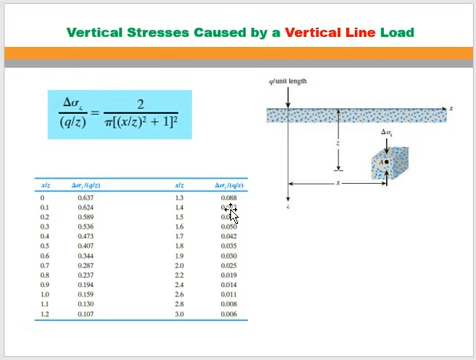 Vertical Stresses Caused by a Vertical Line Load
Δσz / (q/z) = 2 / π[(x/z)² + 1]²
q/unit length
x
z
Δσz
A
x
z
x/z Δσz/(q/z) x/z Δσz/(q/z)
0 0.637 1.3 0.088
0.1 0.624 1.4
0.2 0.589 1.5
0.3 0.536 1.6 0.050
0.4 0.473 1.7 0.042
0.5 0.407 1.8 0.035
0.6 0.344 1.9 0.030
0.7 0.287 2.0 0.025
0.8 0.237 2.2 0.019
0.9 0.194 2.4 0.014
1.0 0.159 2.6 0.011
1.1 0.130 2.8 0.008
1.2 0.107 3.0 0.006